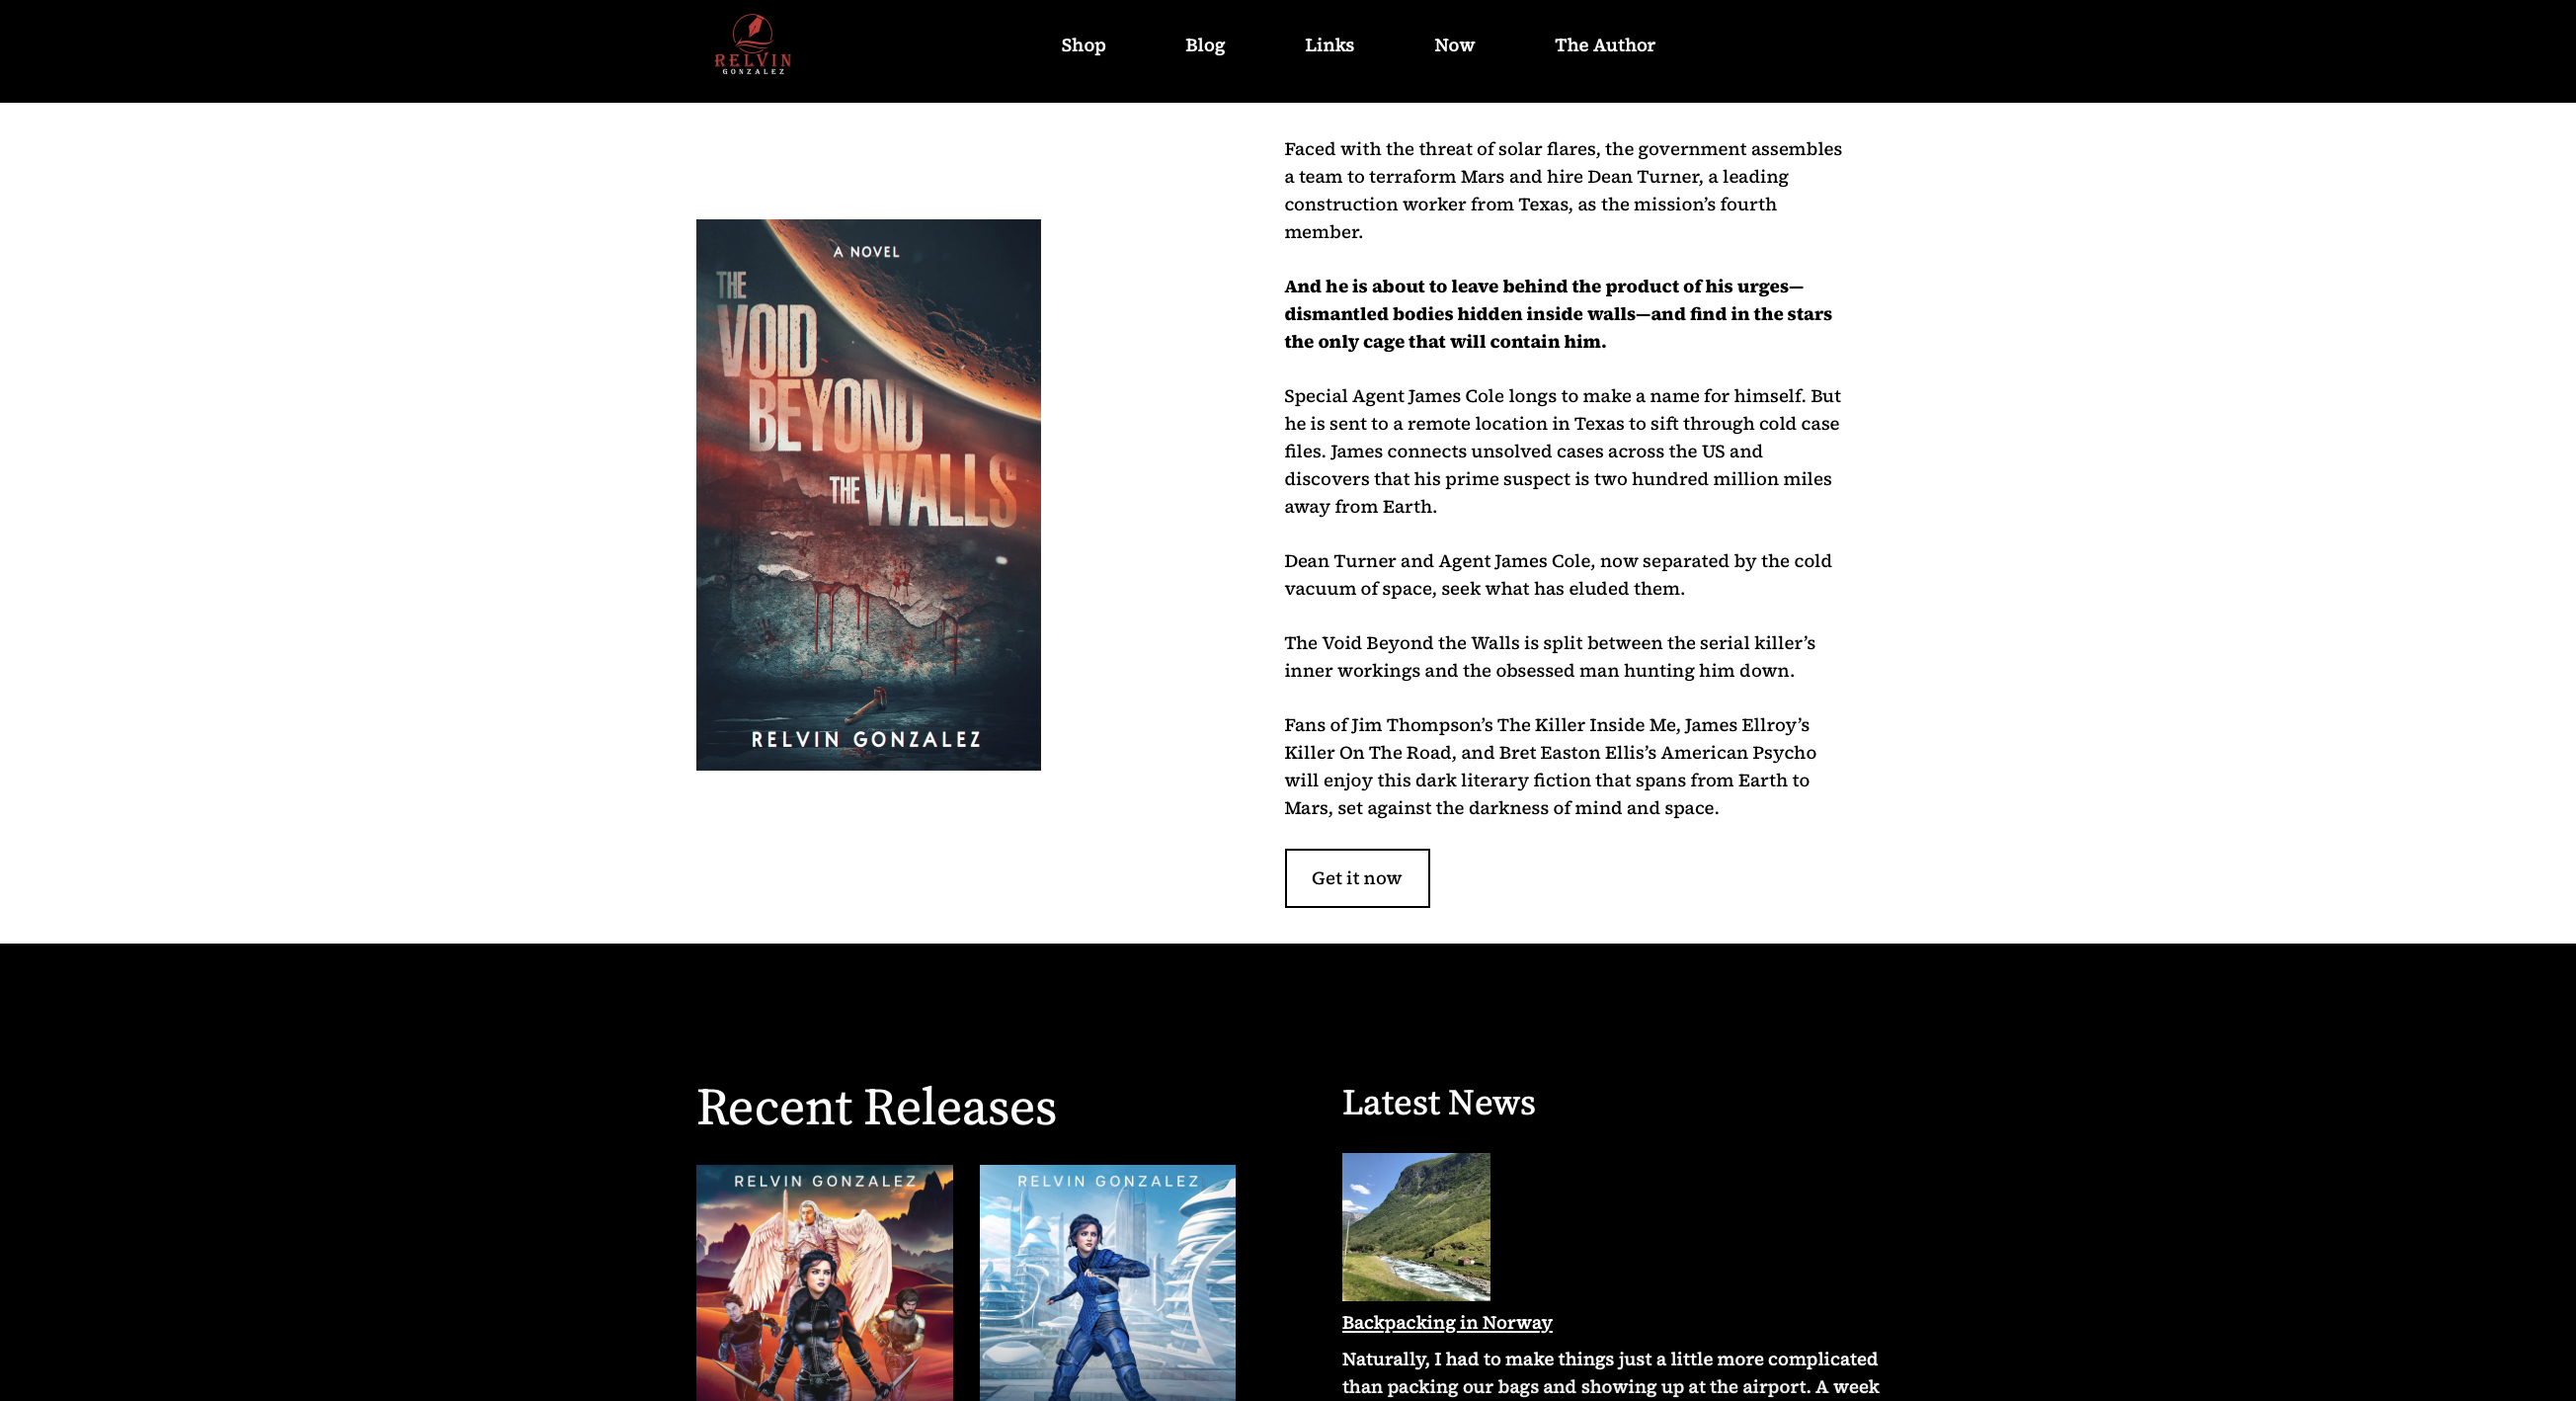 RELVIN
GONZALEZ
Shop
Blog
Links
Now
The Author
A NOVEL
THE
VOID
BEYOND
THE WALLS
RELVIN GONZALEZ
Faced with the threat of solar flares, the government assembles
a team to terraform Mars and hire Dean Turner, a leading
construction worker from Texas, as the mission’s fourth
member.
And he is about to leave behind the product of his urges—
dismantled bodies hidden inside walls—and find in the stars
the only cage that will contain him.
Special Agent James Cole longs to make a name for himself. But
he is sent to a remote location in Texas to sift through cold case
files. James connects unsolved cases across the US and
discovers that his prime suspect is two hundred million miles
away from Earth.
Dean Turner and Agent James Cole, now separated by the cold
vacuum of space, seek what has eluded them.
The Void Beyond the Walls is split between the serial killer’s
inner workings and the obsessed man hunting him down.
Fans of Jim Thompson’s The Killer Inside Me, James Ellroy’s
Killer On The Road, and Bret Easton Ellis’s American Psycho
will enjoy this dark literary fiction that spans from Earth to
Mars, set against the darkness of mind and space.
Get it now
Recent Releases
RELVIN GONZALEZ
RELVIN GONZALEZ
Latest News
Backpacking in Norway
Naturally, I had to make things just a little more complicated
than packing our bags and showing up at the airport. A week